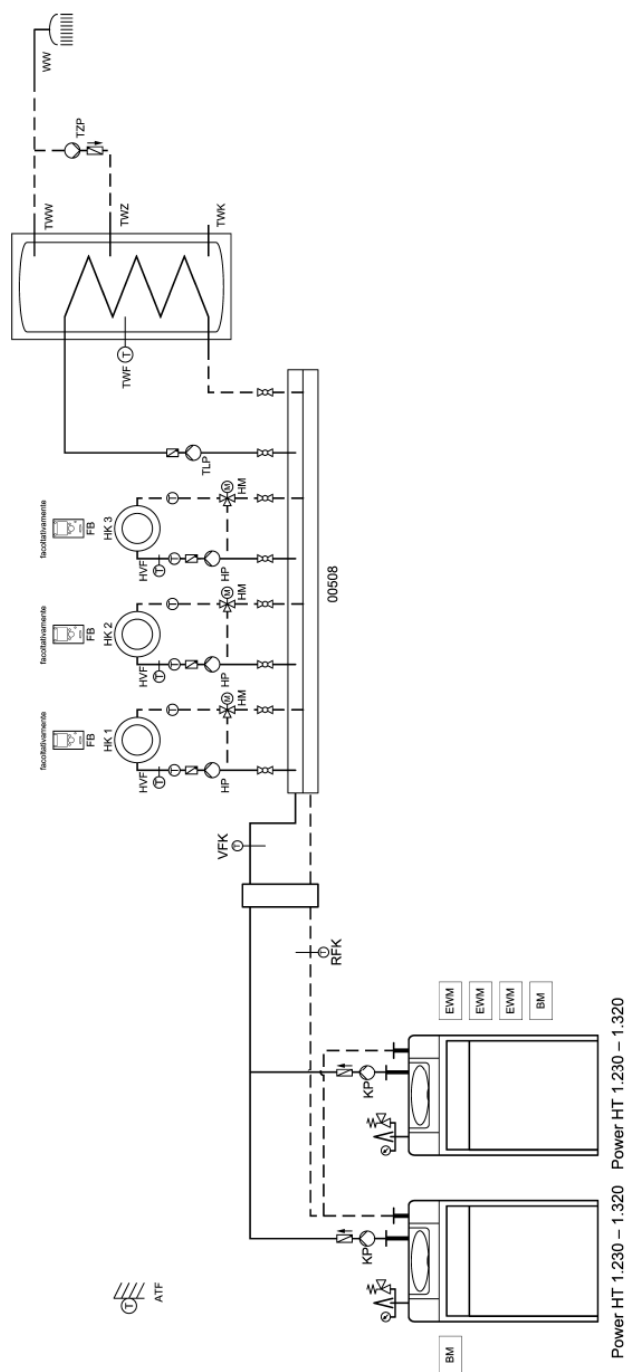 WW
TZP
TWW
TWZ
TWK
TWF
T
TLP
facoltativamente
FB
HK 3
HVF
T
T
T
HP
M
HM
facoltativamente
FB
HK 2
HVF
T
T
T
HP
M
HM
facoltativamente
FB
HK 1
HVF
T
T
T
HP
M
HM
00508
VFK
T
RFK
T
KP
EWM
EWM
EWM
BM
Power HT 1.230 – 1.320
KP
T
ATF
BM
Power HT 1.230 – 1.320